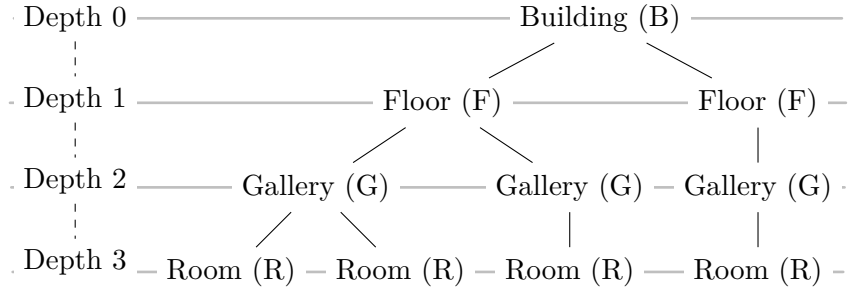 Depth 0 Building (B)
Depth 1 Floor (F) Floor (F)
Depth 2 Gallery (G) Gallery (G) Gallery (G)
Depth 3 Room (R) Room (R) Room (R) Room (R)